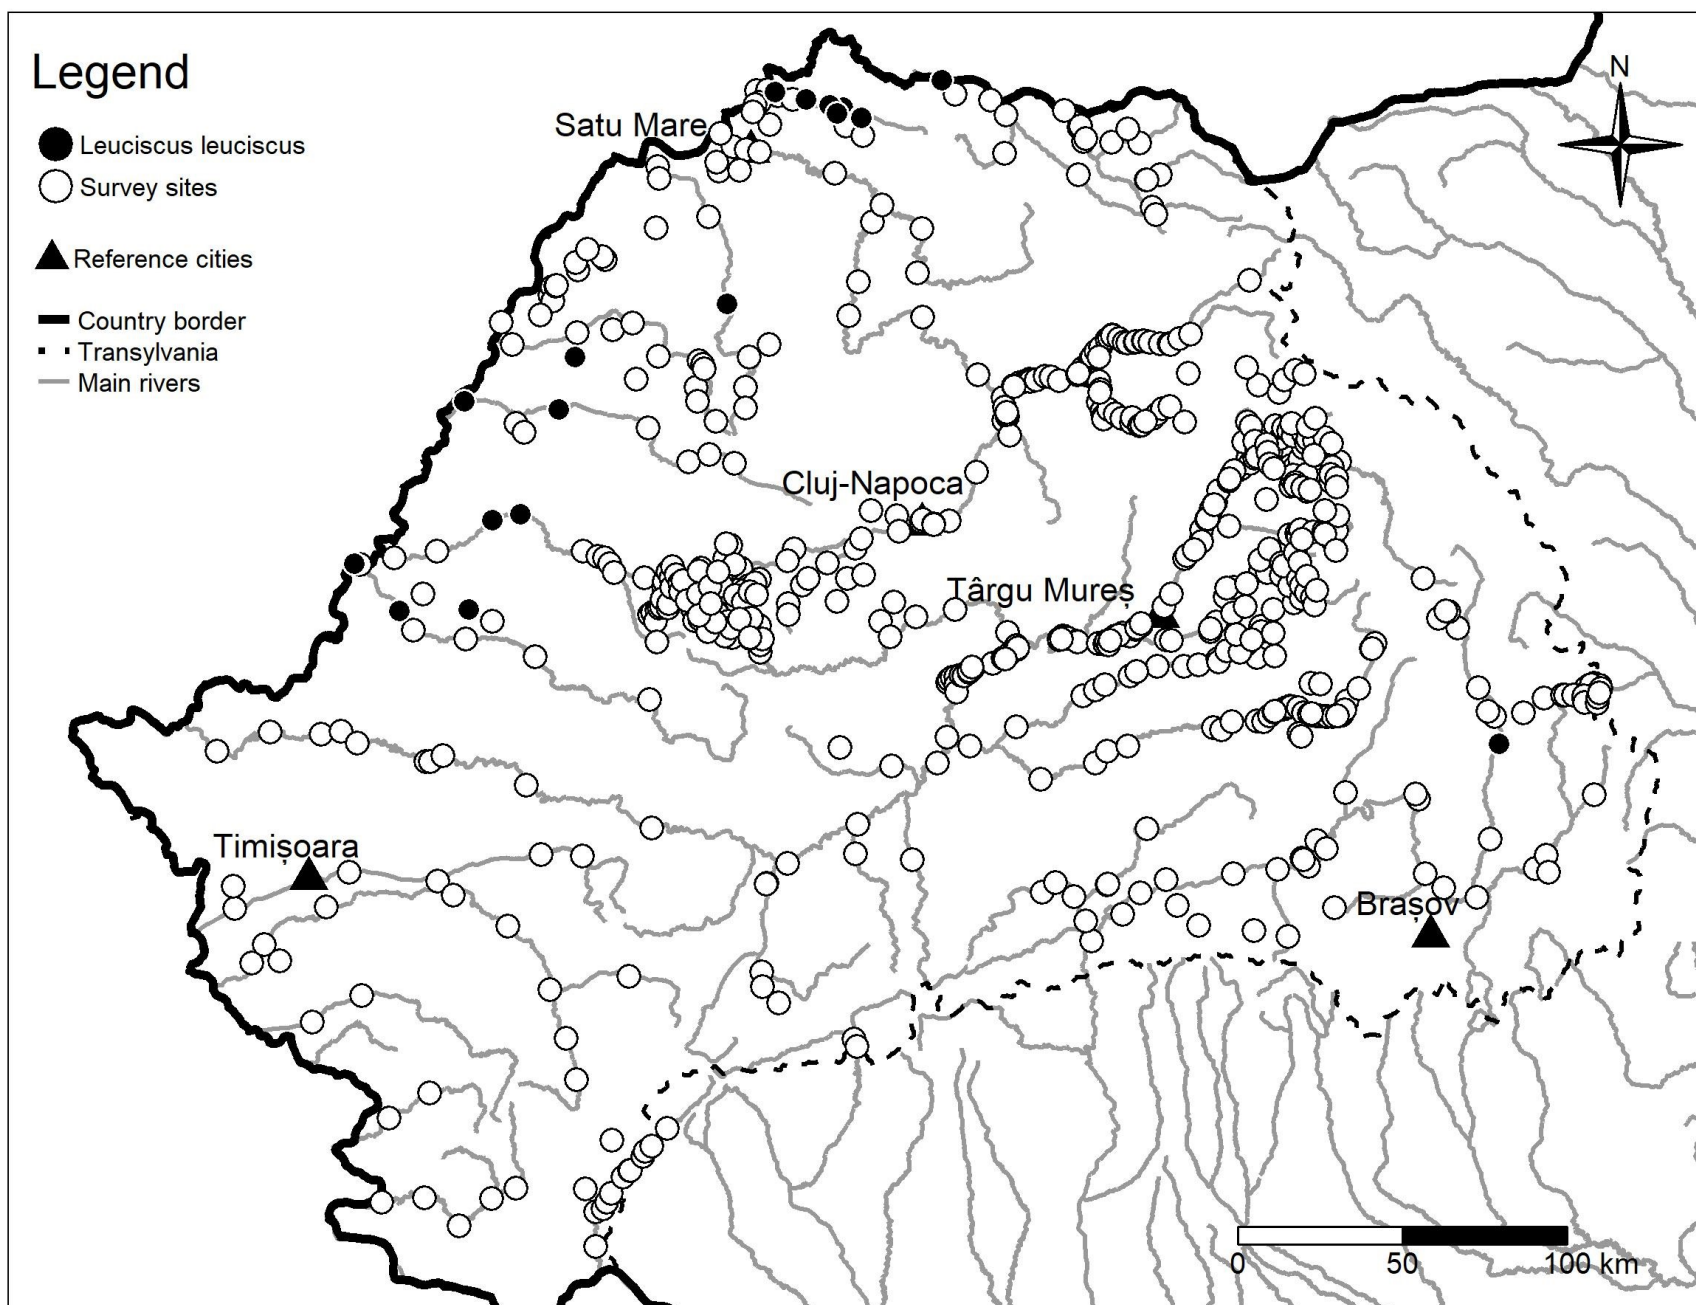 Legend
Leuciscus leuciscus
Survey sites
Reference cities
Country border
Transylvania
Main rivers
N
Satu Mare
Cluj-Napoca
Târgu Mureș
Timișoara
Brașov
0 50 100 km